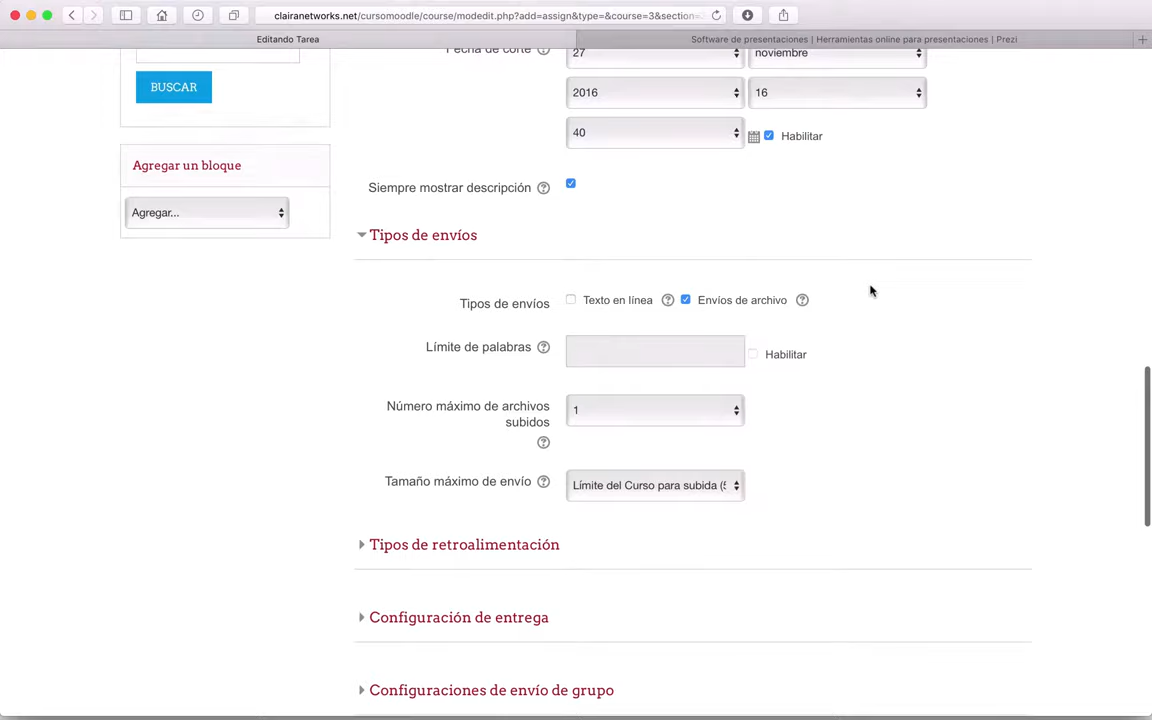 clairanetworks.net/cursomoodle/course/modedit.php?add=assign&type=&course=3&section=
Editando Tarea
Software de presentaciones | Herramientas online para presentaciones | Prezi
Fecha de corte
27
noviembre
BUSCAR
2016
16
40
Habilitar
Agregar un bloque
Siempre mostrar descripción
Agregar...
Tipos de envíos
Tipos de envíos
Texto en línea
Envíos de archivo
Límite de palabras
Habilitar
Número máximo de archivos
subidos
1
Tamaño máximo de envío
Límite del Curso para subida (5
Tipos de retroalimentación
Configuración de entrega
Configuraciones de envío de grupo